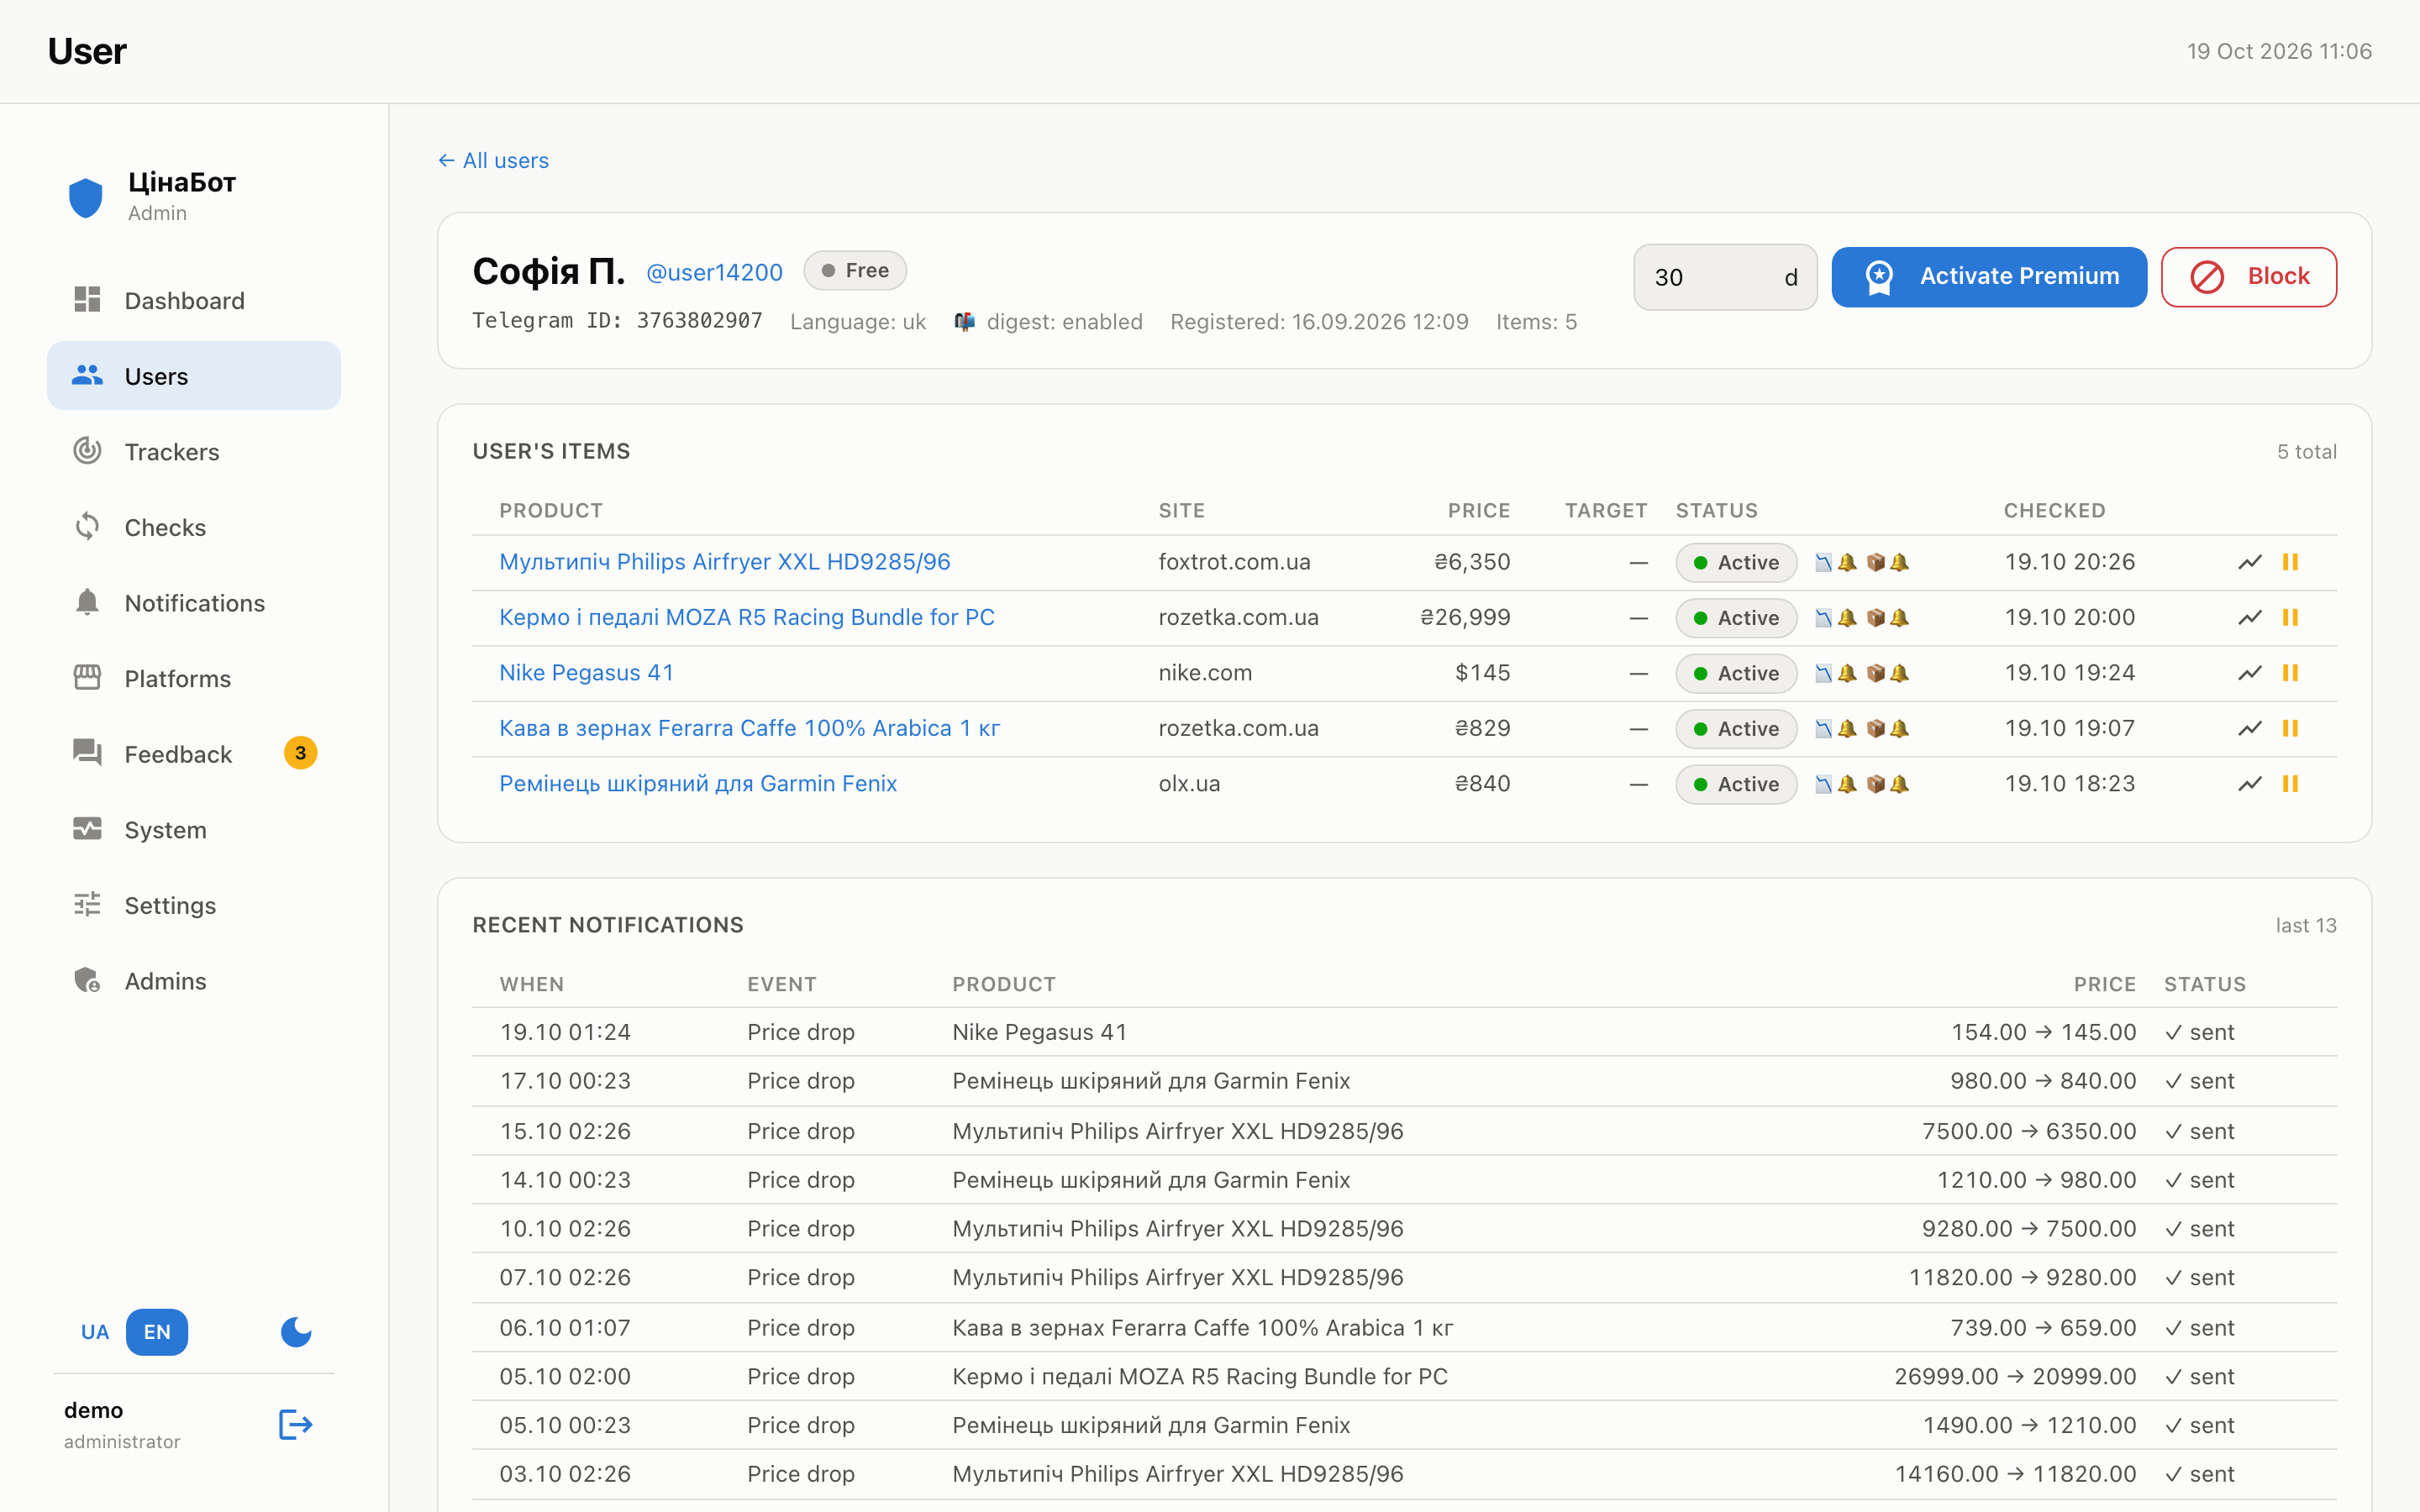 User
19 Oct 2026 11:06
ЦінаБот
Admin
Dashboard
Users
Trackers
Checks
Notifications
Platforms
Feedback 3
System
Settings
Admins
UA EN
demo
administrator
← All users
Софія П. @user14200 Free
30 d Activate Premium Block
Telegram ID: 3763802907 Language: uk digest: enabled Registered: 16.09.2026 12:09 Items: 5
USER'S ITEMS 5 total
PRODUCT SITE PRICE TARGET STATUS CHECKED
Мультипіч Philips Airfryer XXL HD9285/96 foxtrot.com.ua ₴6,350 — Active 19.10 20:26
Кермо і педалі MOZA R5 Racing Bundle for PC rozetka.com.ua ₴26,999 — Active 19.10 20:00
Nike Pegasus 41 nike.com $145 — Active 19.10 19:24
Кава в зернах Ferarra Caffe 100% Arabica 1 кг rozetka.com.ua ₴829 — Active 19.10 19:07
Ремінець шкіряний для Garmin Fenix olx.ua ₴840 — Active 19.10 18:23
RECENT NOTIFICATIONS last 13
WHEN EVENT PRODUCT PRICE STATUS
19.10 01:24 Price drop Nike Pegasus 41 154.00 → 145.00 ✓ sent
17.10 00:23 Price drop Ремінець шкіряний для Garmin Fenix 980.00 → 840.00 ✓ sent
15.10 02:26 Price drop Мультипіч Philips Airfryer XXL HD9285/96 7500.00 → 6350.00 ✓ sent
14.10 00:23 Price drop Ремінець шкіряний для Garmin Fenix 1210.00 → 980.00 ✓ sent
10.10 02:26 Price drop Мультипіч Philips Airfryer XXL HD9285/96 9280.00 → 7500.00 ✓ sent
07.10 02:26 Price drop Мультипіч Philips Airfryer XXL HD9285/96 11820.00 → 9280.00 ✓ sent
06.10 01:07 Price drop Кава в зернах Ferarra Caffe 100% Arabica 1 кг 739.00 → 659.00 ✓ sent
05.10 02:00 Price drop Кермо і педалі MOZA R5 Racing Bundle for PC 26999.00 → 20999.00 ✓ sent
05.10 00:23 Price drop Ремінець шкіряний для Garmin Fenix 1490.00 → 1210.00 ✓ sent
03.10 02:26 Price drop Мультипіч Philips Airfryer XXL HD9285/96 14160.00 → 11820.00 ✓ sent